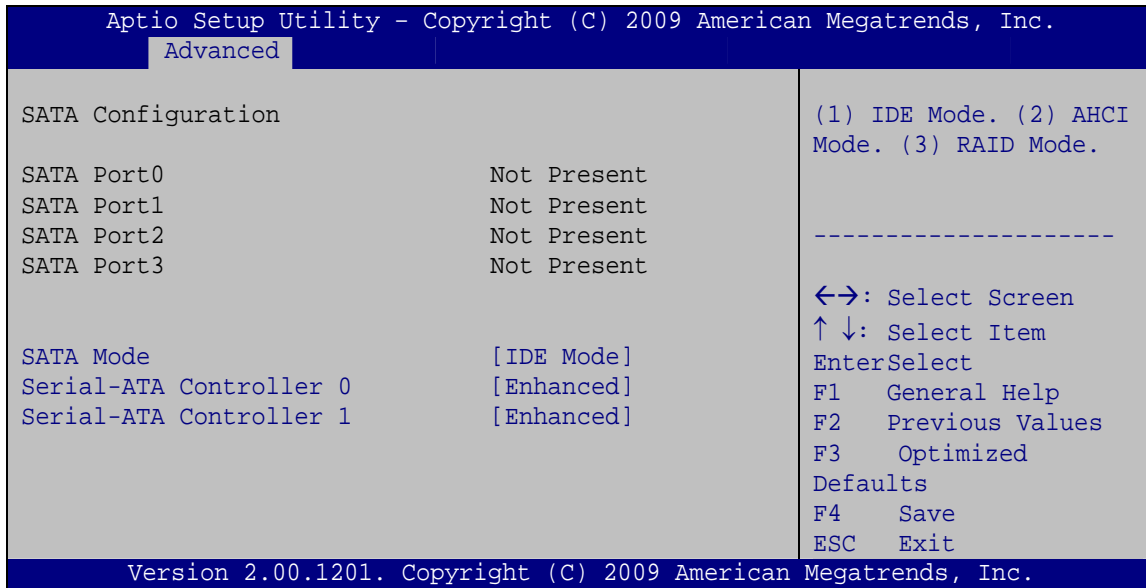 Aptio Setup Utility – Copyright (C) 2009 American Megatrends, Inc.
Advanced
SATA Configuration
SATA Port0 Not Present
SATA Port1 Not Present
SATA Port2 Not Present
SATA Port3 Not Present
SATA Mode [IDE Mode]
Serial-ATA Controller 0 [Enhanced]
Serial-ATA Controller 1 [Enhanced]
(1) IDE Mode. (2) AHCI
Mode. (3) RAID Mode.
---------------------
←→: Select Screen
↑ ↓: Select Item
EnterSelect
F1 General Help
F2 Previous Values
F3 Optimized
Defaults
F4 Save
ESC Exit
Version 2.00.1201. Copyright (C) 2009 American Megatrends, Inc.